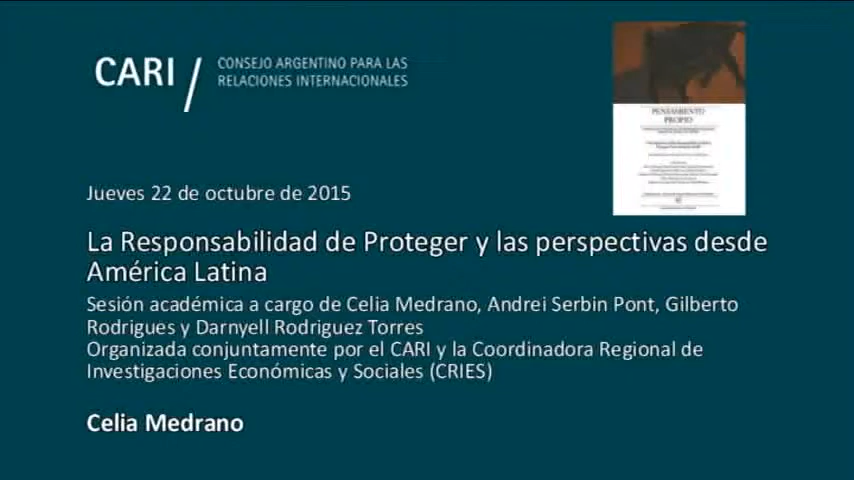 CARI /
CONSEJO ARGENTINO PARA LAS
RELACIONES INTERNACIONALES
PENSAMIENTO
PROPIO
Jueves 22 de octubre de 2015
La Responsabilidad de Proteger y las perspectivas desde
América Latina
Sesión académica a cargo de Celia Medrano, Andrei Serbin Pont, Gilberto
Rodrigues y Darnyell Rodriguez Torres
Organizada conjuntamente por el CARI y la Coordinadora Regional de
Investigaciones Económicas y Sociales (CRIES)
Celia Medrano